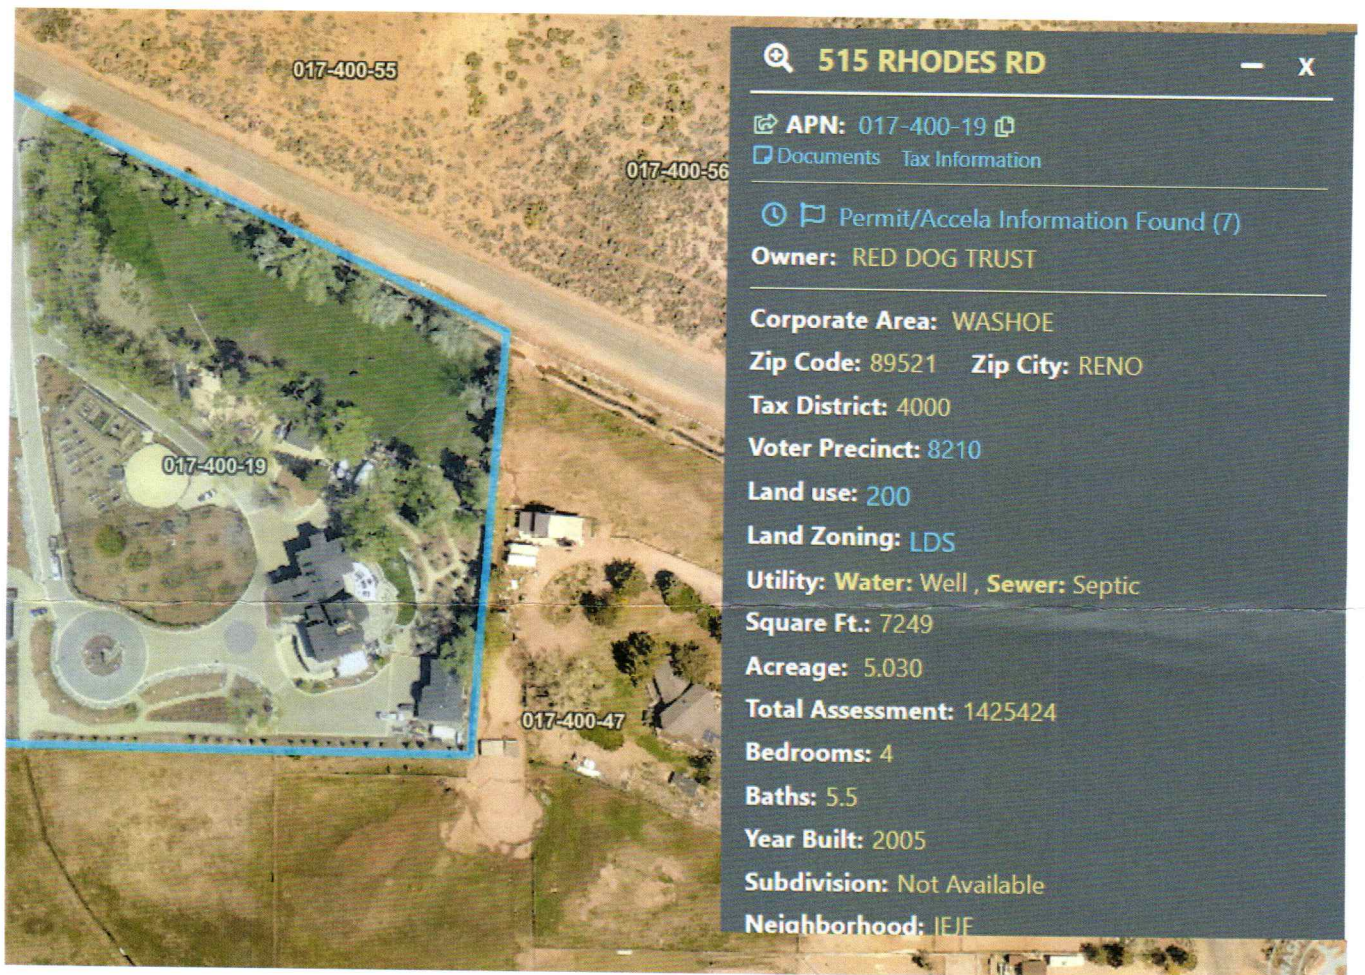 017-400-55
017-400-56
017-400-19
017-400-47
515 RHODES RD
X
APN: 017-400-19
Documents Tax Information
Permit/Accela Information Found (7)
Owner: RED DOG TRUST
Corporate Area: WASHOE
Zip Code: 89521 Zip City: RENO
Tax District: 4000
Voter Precinct: 8210
Land use: 200
Land Zoning: LDS
Utility: Water: Well , Sewer: Septic
Square Ft.: 7249
Acreage: 5.030
Total Assessment: 1425424
Bedrooms: 4
Baths: 5.5
Year Built: 2005
Subdivision: Not Available
Neighborhood: